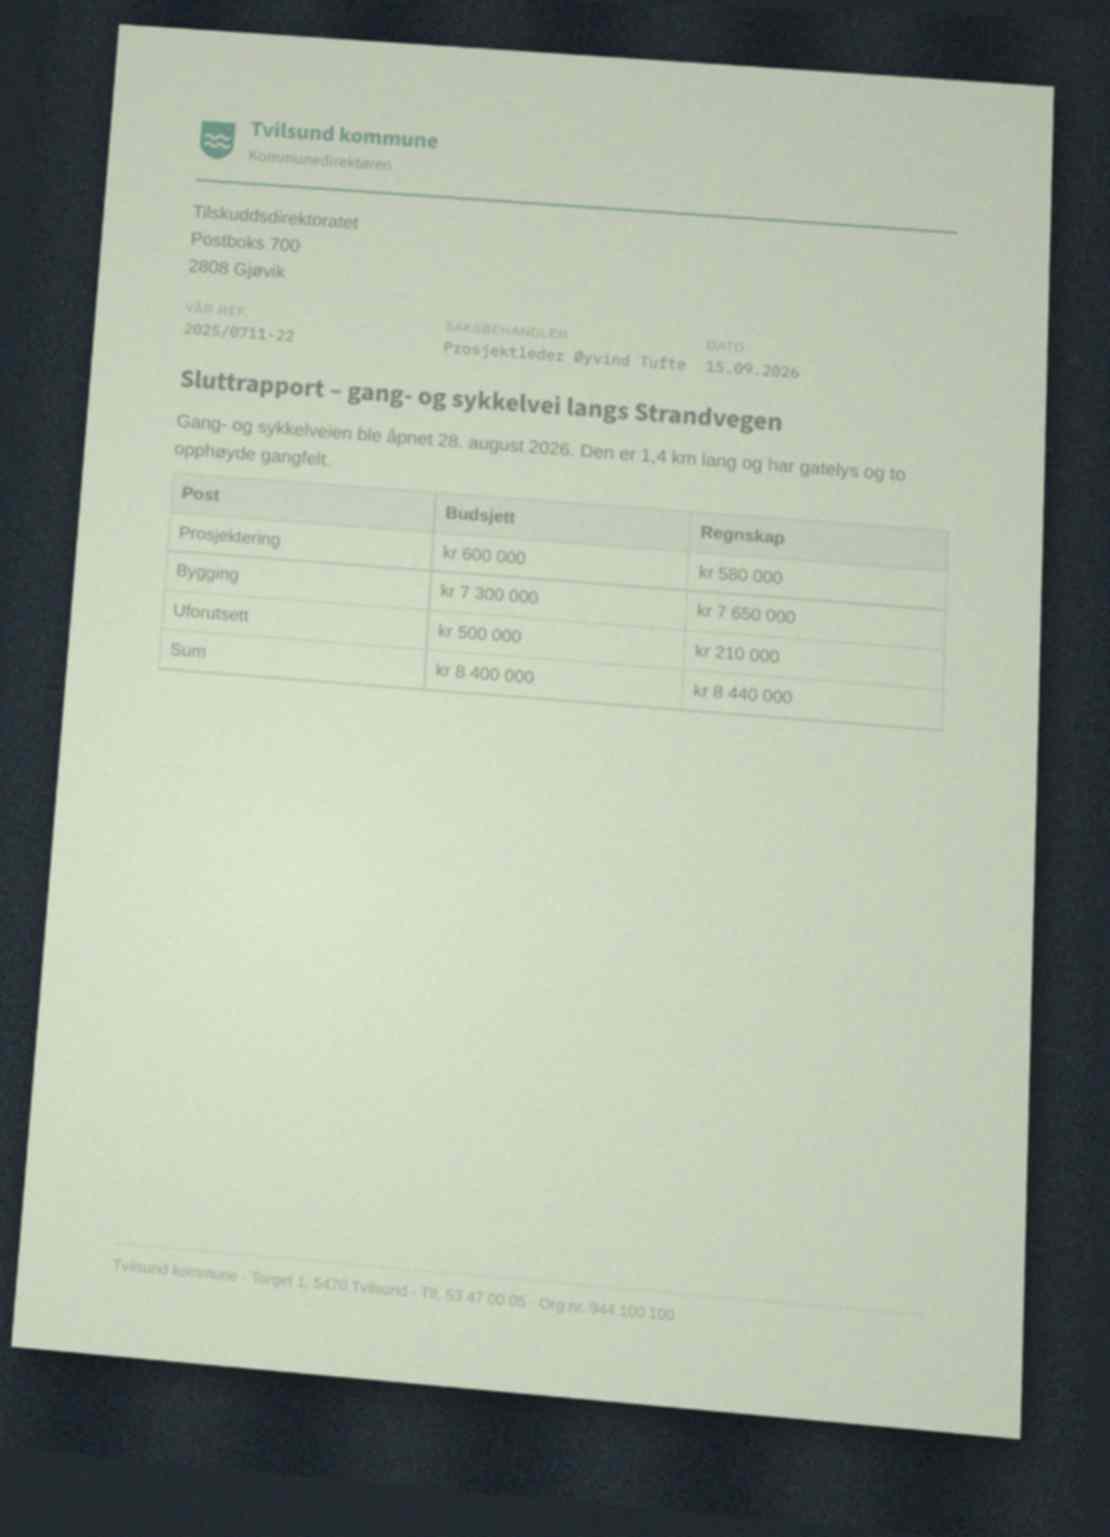 Tvilsund kommune
Kommunedirektøren
Tilskuddsdirektoratet
Postboks 700
2808 Gjøvik
VÅR REF.
2025/0711-22
SAKSBEHANDLER
Prosjektleder Øyvind Tufte
DATO
15.09.2026
Sluttrapport – gang- og sykkelvei langs Strandvegen
Gang- og sykkelveien ble åpnet 28. august 2026. Den er 1,4 km lang og har gatelys og to
opphøyde gangfelt.
Post Budsjett Regnskap
Prosjektering kr 600 000 kr 580 000
Bygging kr 7 300 000 kr 7 650 000
Uforutsett kr 500 000 kr 210 000
Sum kr 8 400 000 kr 8 440 000
Tvilsund kommune - Torget 1, 5470 Tvilsund - Tlf. 53 47 00 05 - Org.nr. 944 100 100